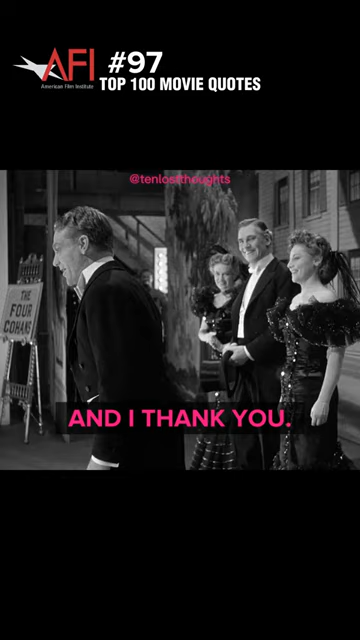 AFI #97
American Film Institute
TOP 100 MOVIE QUOTES
@tenlostthoughts
THE
FOUR
COHANS
AND I THANK YOU.